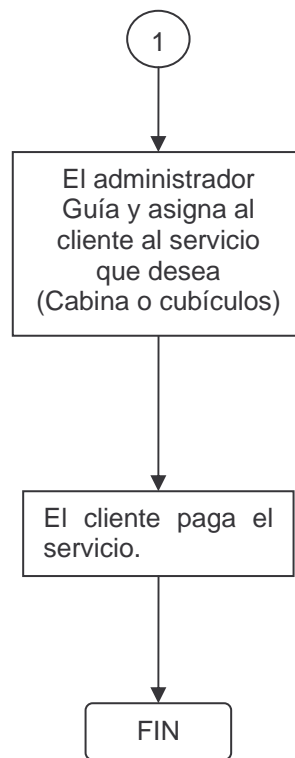 1
El administrador
Guía y asigna al
cliente al servicio
que desea
(Cabina o cubículos)
El cliente paga el
servicio.
FIN